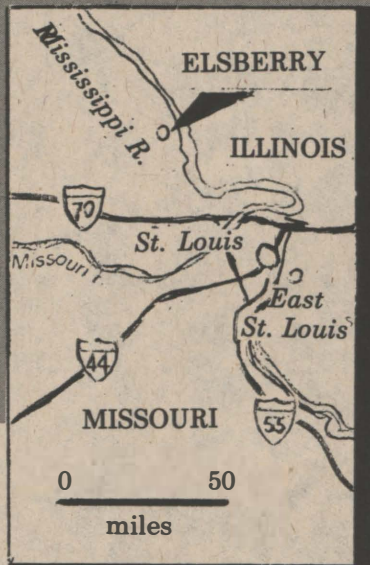 Mississippi R.
ELSBERRY
ILLINOIS
70
St. Louis
Missouri r.
East
St. Louis
44
MISSOURI
55
0 50
miles